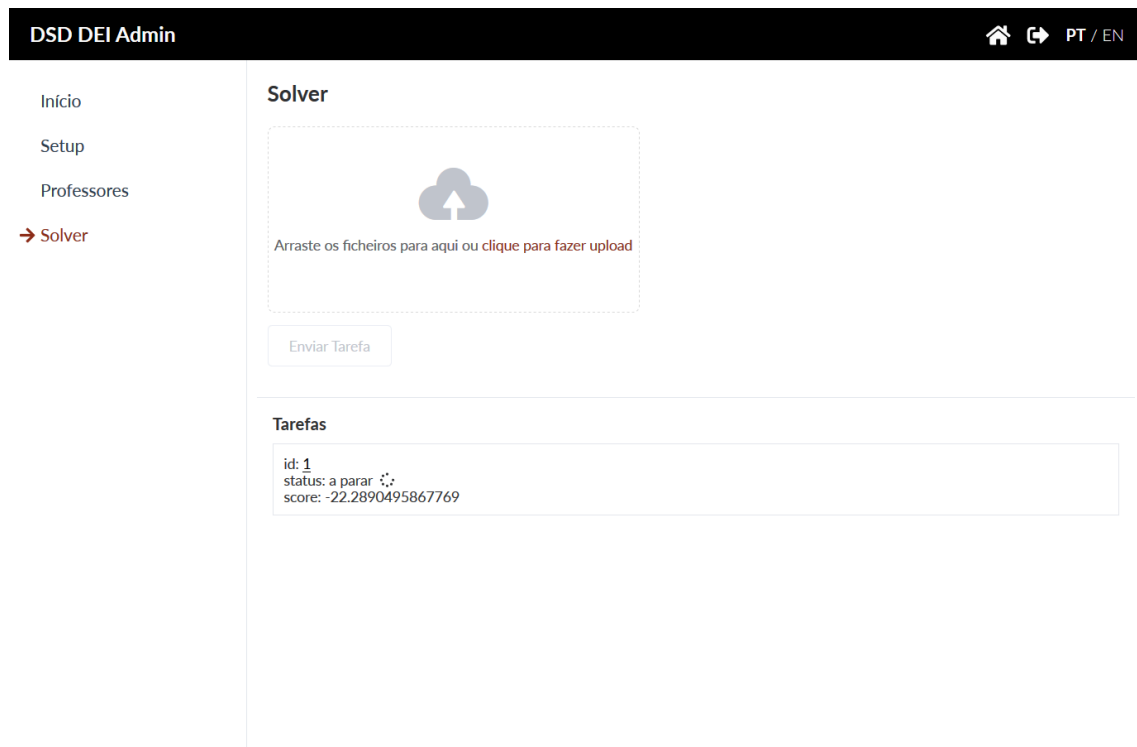 DSD DEI Admin
PT / EN
Início
Setup
Professores
Solver
Solver
Arraste os ficheiros para aqui ou clique para fazer upload
Enviar Tarefa
Tarefas
id: 1
status: a parar
score: -22.2890495867769